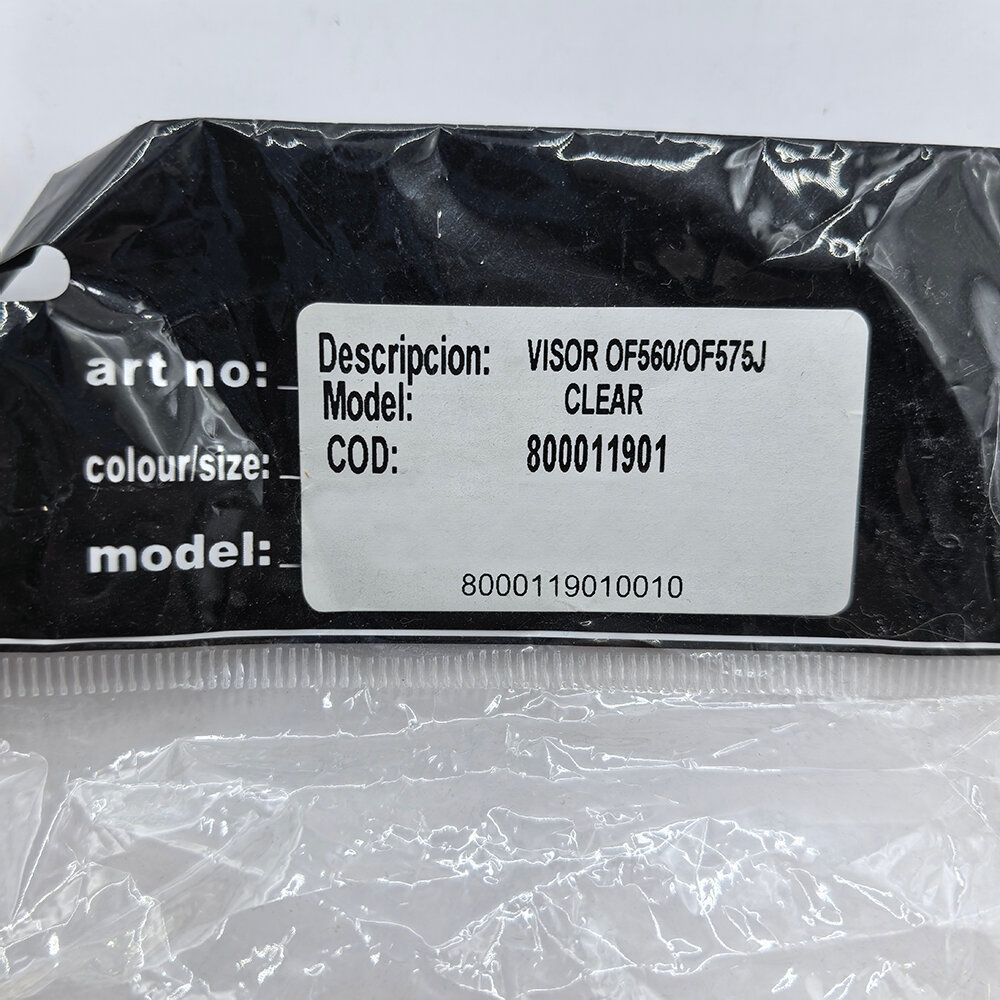 art no:
colour/size:
model:
Descripcion: VISOR OF560/OF575J
Model: CLEAR
COD: 800011901
8000119010010